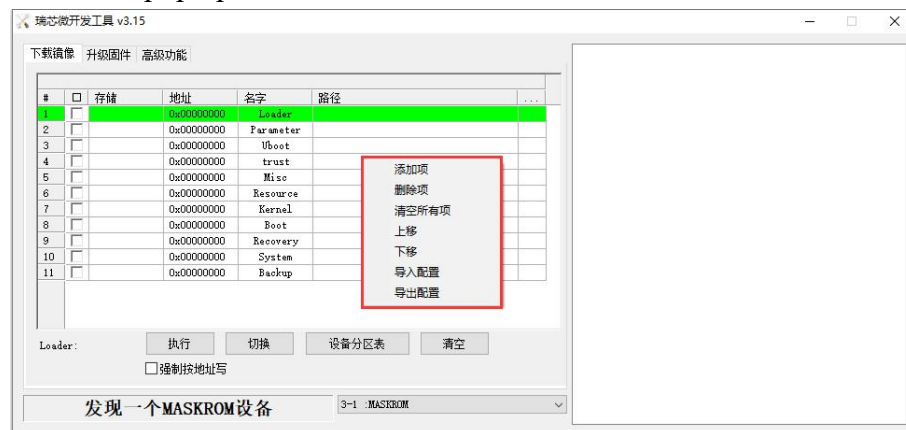 瑞芯微开发工具 v3.15
下载镜像 升级固件 高级功能
# 存储 地址 名字 路径 ...
1 0x00000000 Loader
2 0x00000000 Parameter
3 0x00000000 Uboot
4 0x00000000 trust
5 0x00000000 Misc
6 0x00000000 Resource
7 0x00000000 Kernel
8 0x00000000 Boot
9 0x00000000 Recovery
10 0x00000000 System
11 0x00000000 Backup
添加项
删除项
清空所有项
上移
下移
导入配置
导出配置
Loader: 执行 切换 设备分区表 清空
强制按地址写
发现一个MASKROM设备 3-1 :MASKROM